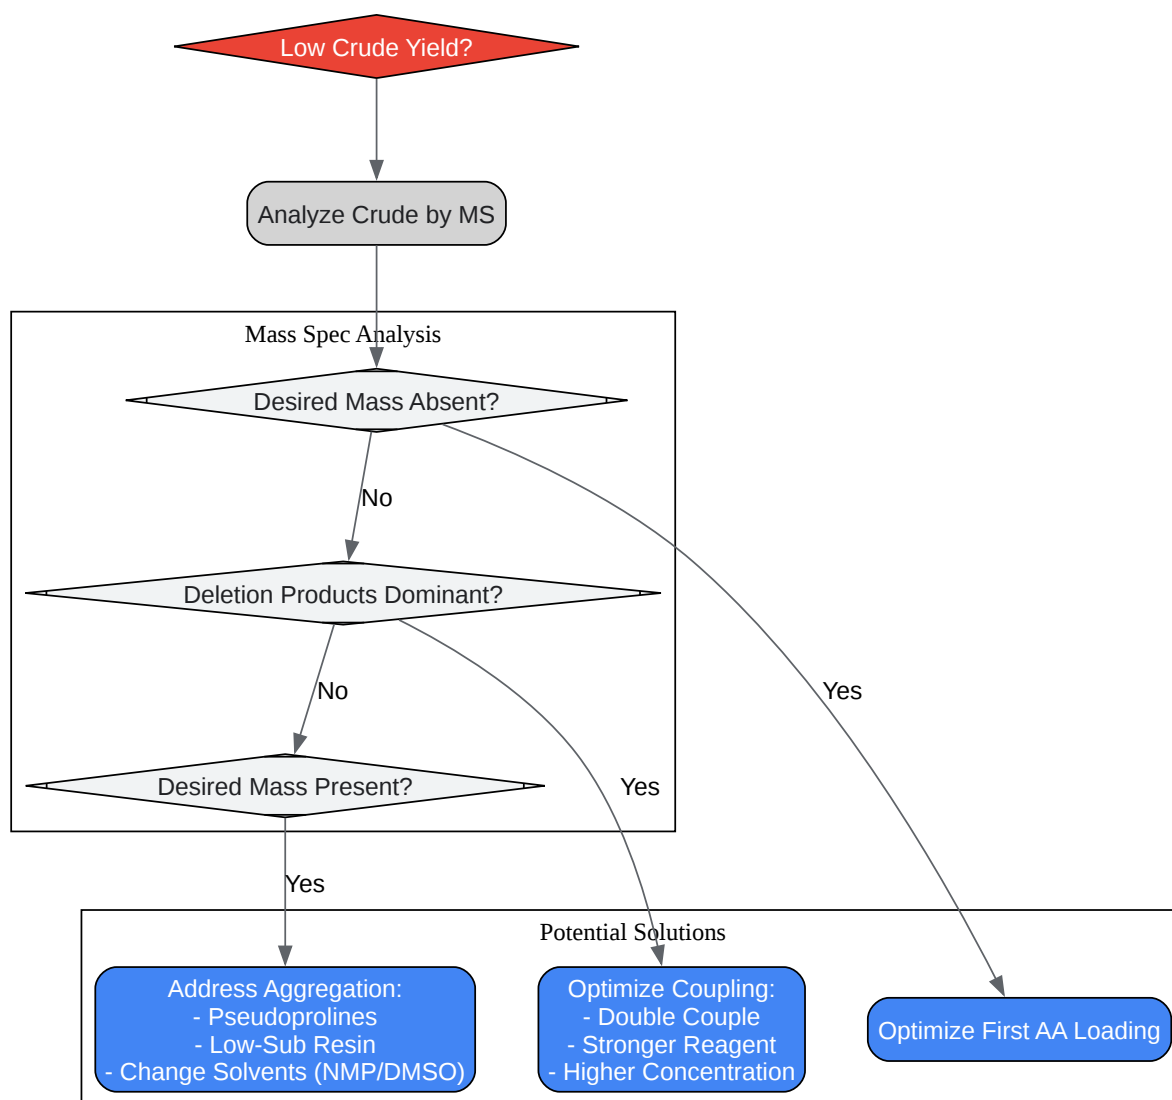 Low Crude Yield?
Analyze Crude by MS
Mass Spec Analysis
Desired Mass Absent?
No
Deletion Products Dominant?
Yes
No
Desired Mass Present?
Yes
Yes
Potential Solutions
Address Aggregation:
- Pseudoprolines
- Low-Sub Resin
- Change Solvents (NMP/DMSO)
Optimize Coupling:
- Double Couple
- Stronger Reagent
- Higher Concentration
Optimize First AA Loading